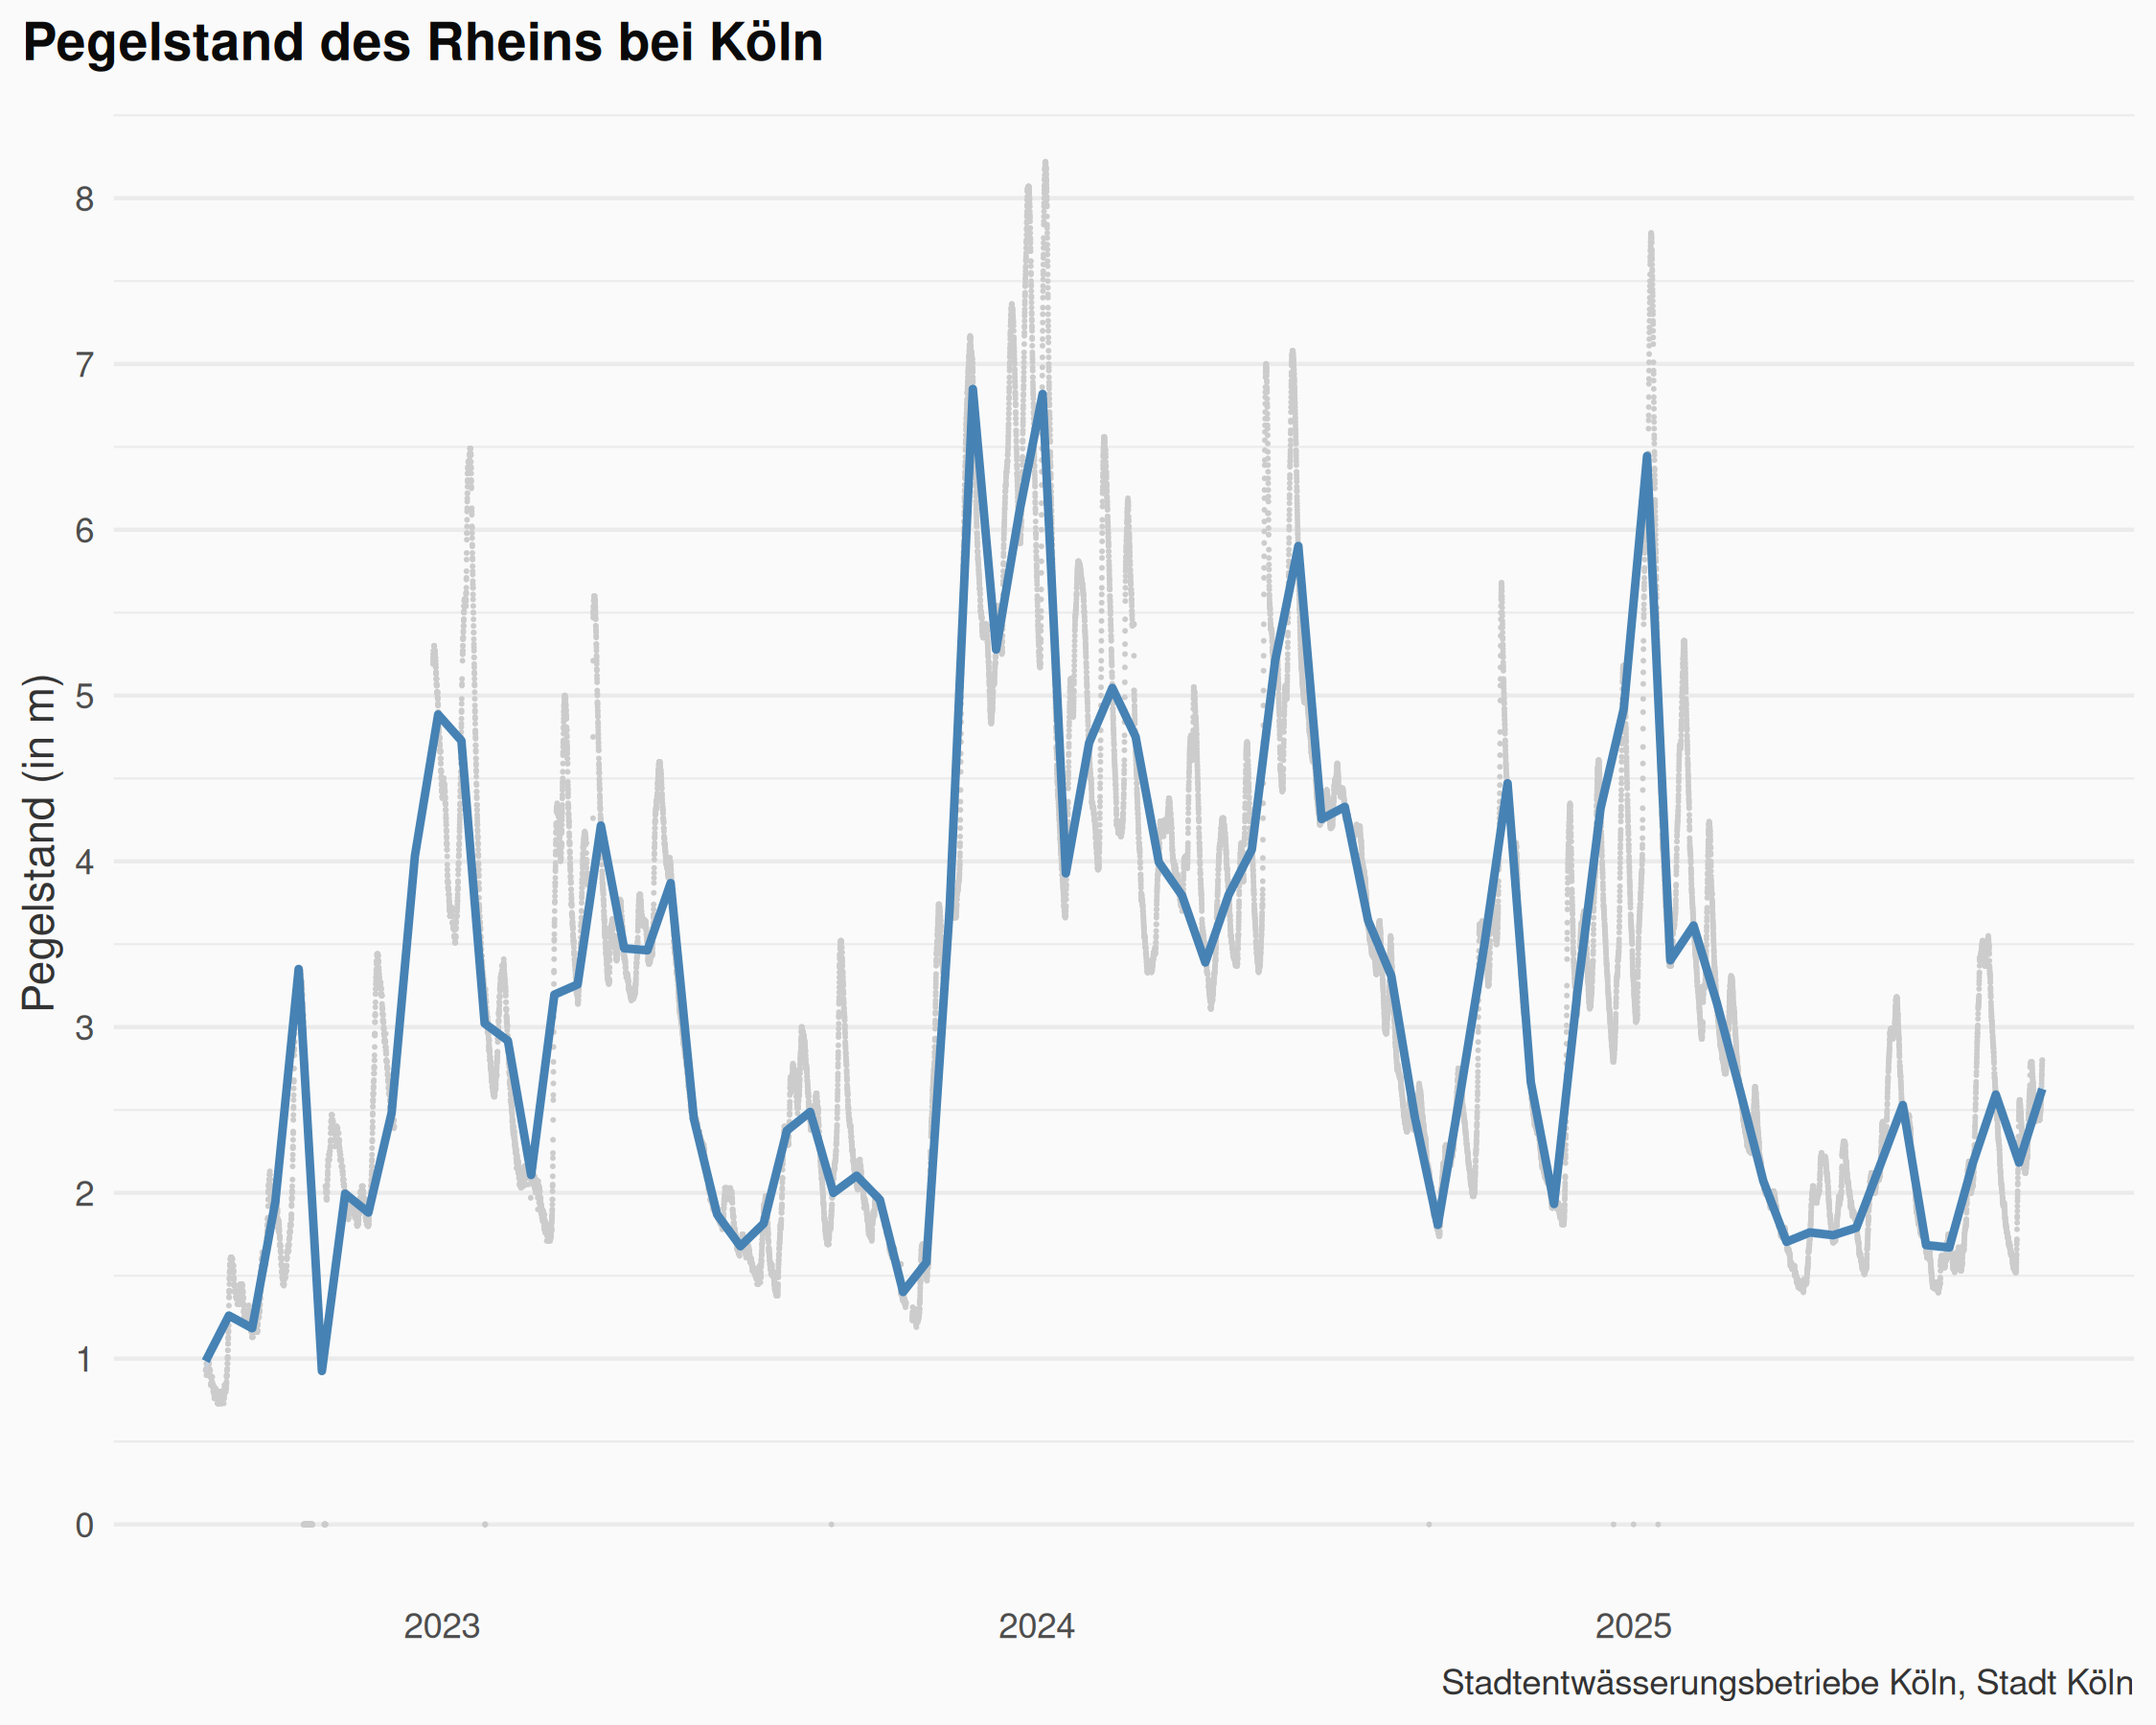 Pegelstand des Rheins bei Köln
Pegelstand (in m)
8
7
6
5
4
3
2
1
0
2023 2024 2025
Stadtentwässerungsbetriebe Köln, Stadt Köln